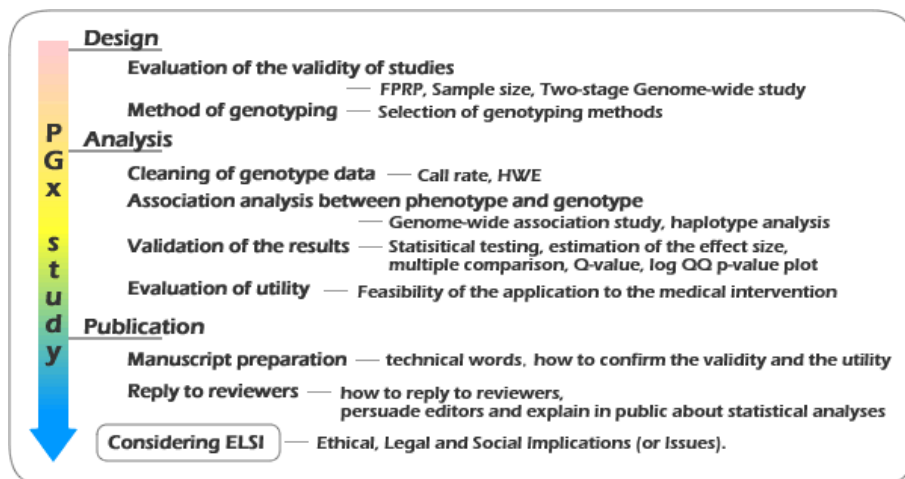 PGx study
Design
Evaluation of the validity of studies
— FPRP, Sample size, Two-stage Genome-wide study
Method of genotyping — Selection of genotyping methods
Analysis
Cleaning of genotype data — Call rate, HWE
Association analysis between phenotype and genotype
— Genome-wide association study, haplotype analysis
Validation of the results — Statisitical testing, estimation of the effect size,
multiple comparison, Q-value, log QQ p-value plot
Evaluation of utility — Feasibility of the application to the medical intervention
Publication
Manuscript preparation — technical words, how to confirm the validity and the utility
Reply to reviewers — how to reply to reviewers,
persuade editors and explain in public about statistical analyses
Considering ELSI — Ethical, Legal and Social Implications (or Issues).